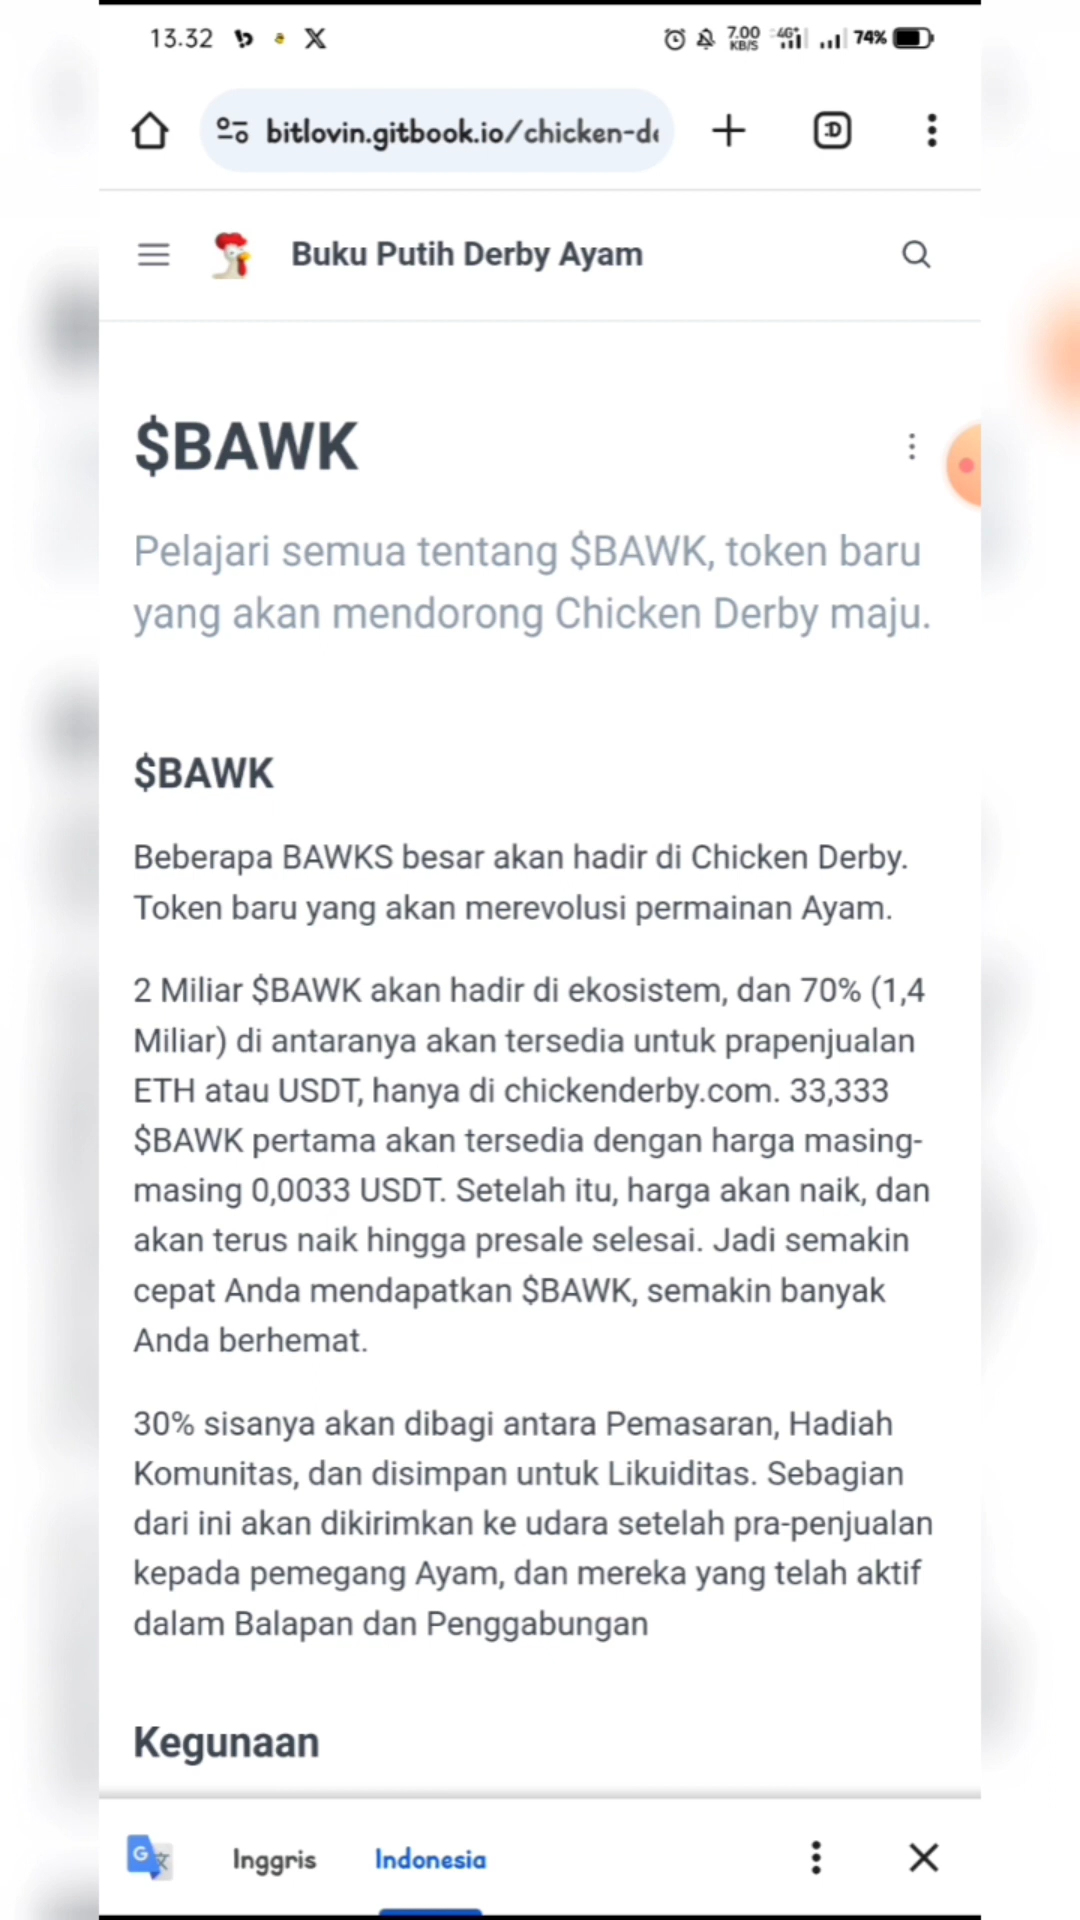 13.32
7.00
KB/S
4G+
74%
bitlovin.gitbook.io/chicken-de
:D
Buku Putih Derby Ayam
$BAWK
Pelajari semua tentang $BAWK, token baru
yang akan mendorong Chicken Derby maju.
$BAWK
Beberapa BAWKS besar akan hadir di Chicken Derby.
Token baru yang akan merevolusi permainan Ayam.
2 Miliar $BAWK akan hadir di ekosistem, dan 70% (1,4
Miliar) di antaranya akan tersedia untuk prapenjualan
ETH atau USDT, hanya di chickenderby.com. 33,333
$BAWK pertama akan tersedia dengan harga masing-
masing 0,0033 USDT. Setelah itu, harga akan naik, dan
akan terus naik hingga presale selesai. Jadi semakin
cepat Anda mendapatkan $BAWK, semakin banyak
Anda berhemat.
30% sisanya akan dibagi antara Pemasaran, Hadiah
Komunitas, dan disimpan untuk Likuiditas. Sebagian
dari ini akan dikirimkan ke udara setelah pra-penjualan
kepada pemegang Ayam, dan mereka yang telah aktif
dalam Balapan dan Penggabungan
Kegunaan
G 文
Inggris
Indonesia